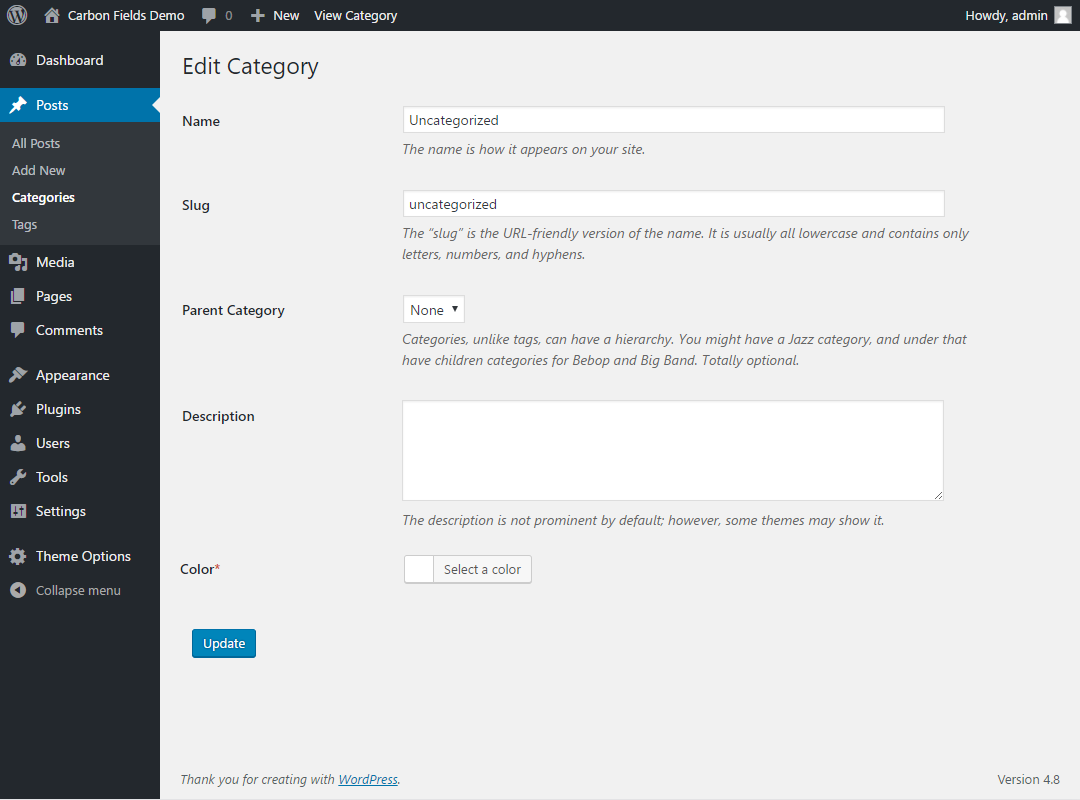 Carbon Fields Demo 0 New View Category Howdy, admin
Dashboard
Posts
All Posts
Add New
Categories
Tags
Media
Pages
Comments
Appearance
Plugins
Users
Tools
Settings
Theme Options
Collapse menu
Edit Category
Name
Uncategorized
The name is how it appears on your site.
Slug
uncategorized
The “slug” is the URL-friendly version of the name. It is usually all lowercase and contains only
letters, numbers, and hyphens.
Parent Category
None
Categories, unlike tags, can have a hierarchy. You might have a Jazz category, and under that
have children categories for Bebop and Big Band. Totally optional.
Description
The description is not prominent by default; however, some themes may show it.
Color*
Select a color
Update
Thank you for creating with WordPress. Version 4.8